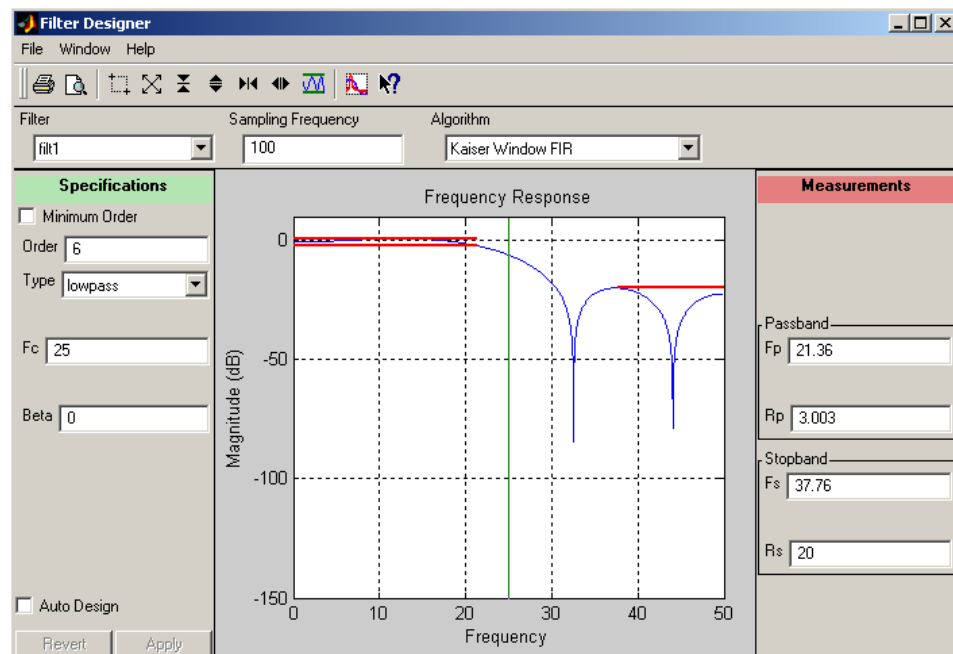 Filter Designer
File Window Help
Filter
Sampling Frequency
Algorithm
filt1
100
Kaiser Window FIR
Specifications
Minimum Order
Order 6
Type lowpass
Fc 25
Beta 0
Auto Design
Revert Apply
Frequency Response
Magnitude (dB)
0
-50
-100
-150
0 10 20 30 40 50
Frequency
Measurements
Passband
Fp 21.36
Rp 3.003
Stopband
Fs 37.76
Rs 20